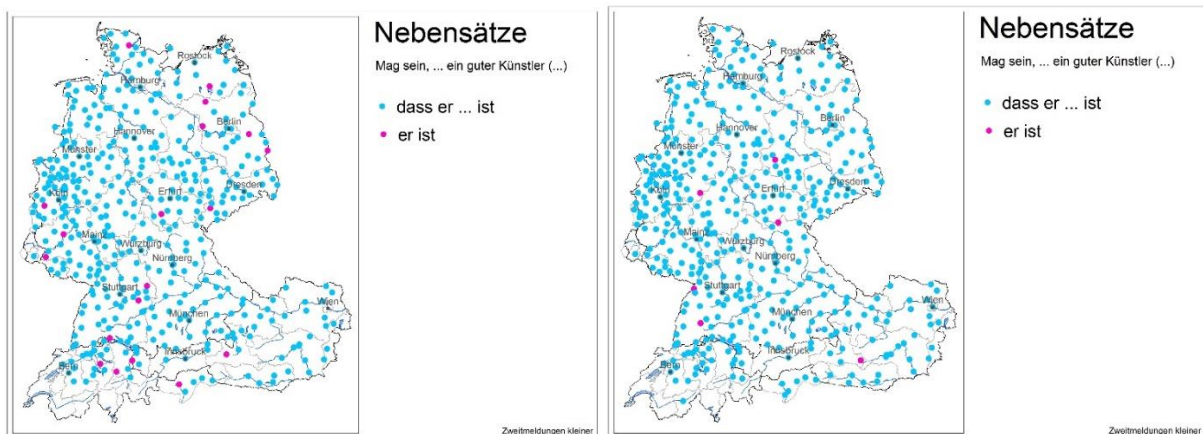 Nebensätze
Mag sein, ... ein guter Künstler (...)
dass er ... ist
er ist
Rostock
Hamburg
Berlin
Hannover
Münster
Köln
Erfurt
Dresden
Mainz
Würzburg
Nürnberg
Stuttgart
Wien
München
Innsbruck
Bern
Zweitmeldungen kleiner
Nebensätze
Mag sein, ... ein guter Künstler (...)
dass er ... ist
er ist
Rostock
Hamburg
Berlin
Hannover
Münster
Köln
Erfurt
Dresden
Mainz
Würzburg
Nürnberg
Stuttgart
Wien
München
Innsbruck
Bern
Zweitmeldungen kleiner